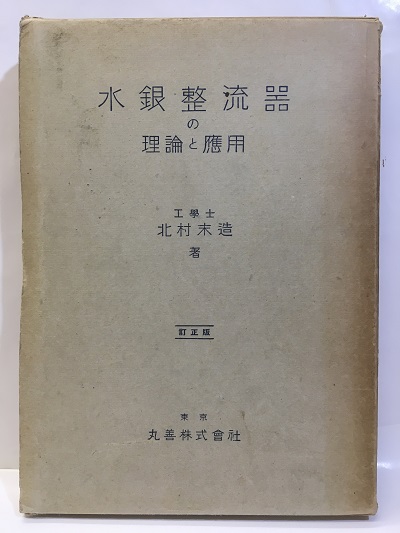 水銀整流器
の
理論と應用
工學士
北村末造
著
訂正版
東京
丸善株式會社